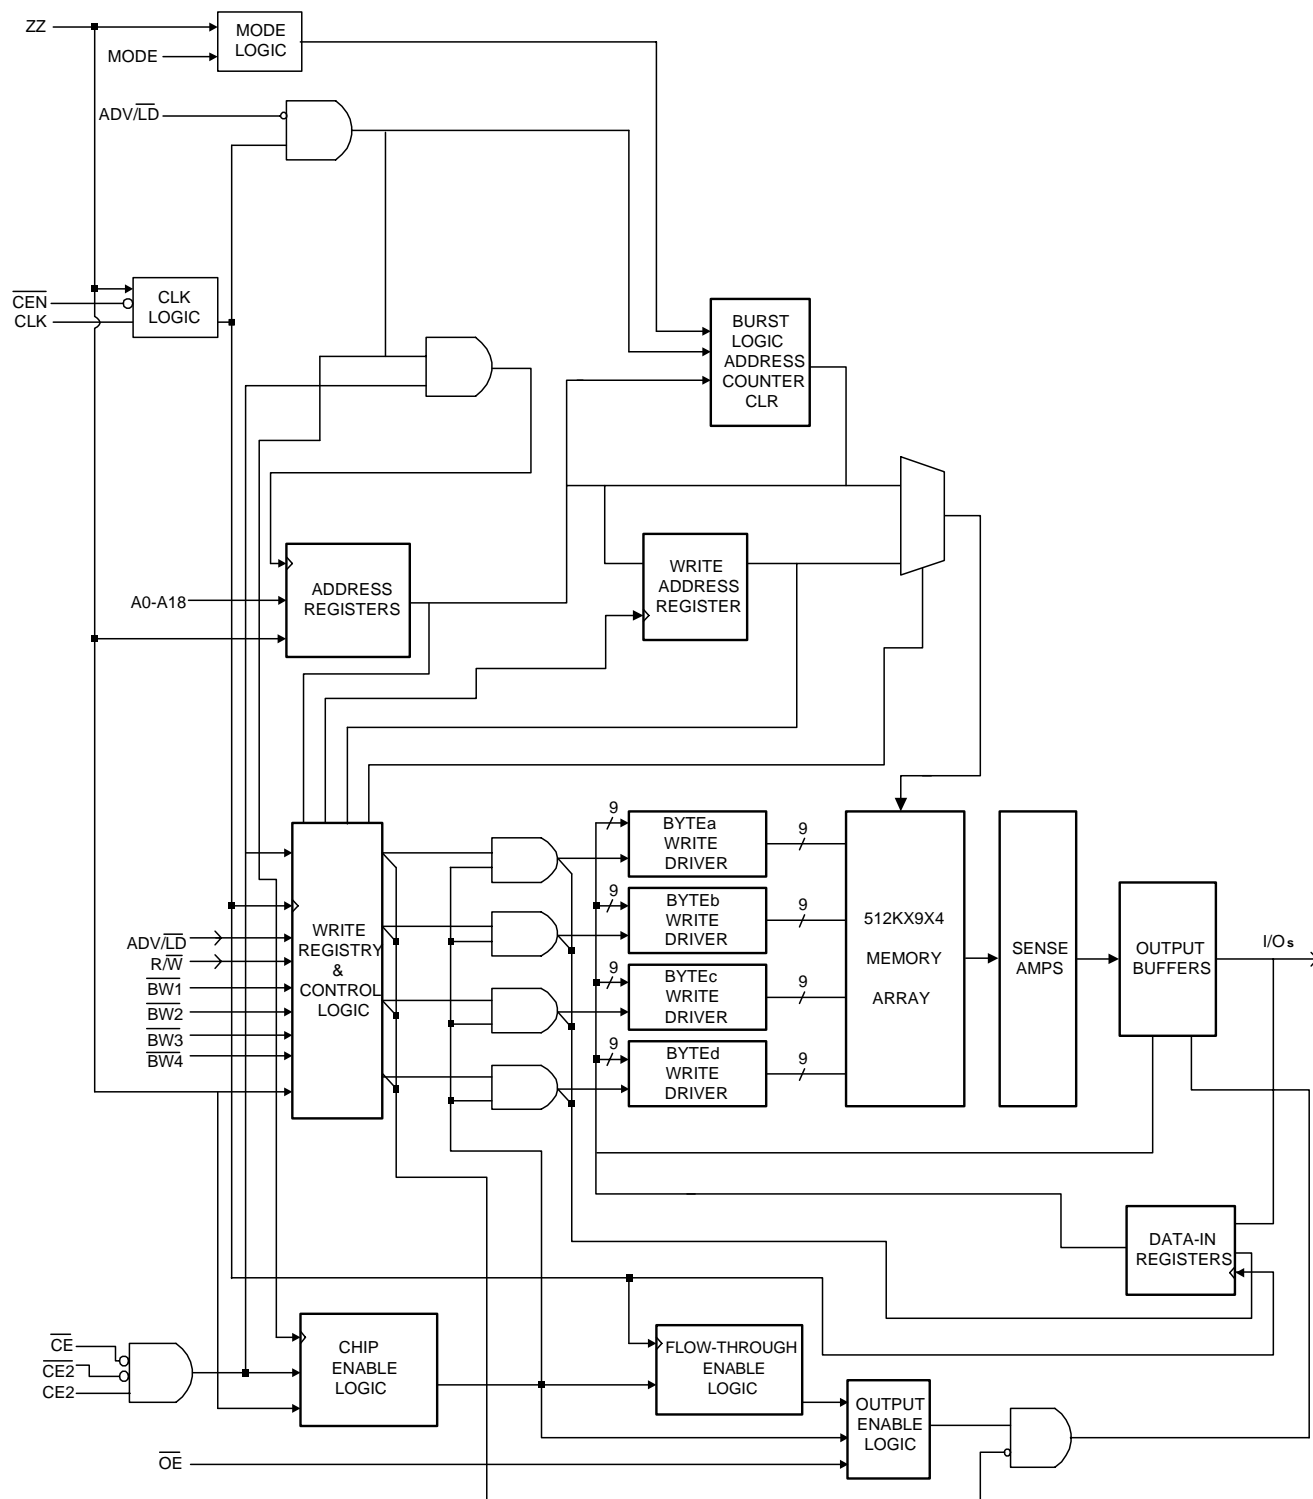 ZZ
MODE
MODE
LOGIC
ADV/LD
CEN
CLK
CLK
LOGIC
BURST
LOGIC
ADDRESS
COUNTER
CLR
A0-A18
ADDRESS
REGISTERS
WRITE
ADDRESS
REGISTER
ADV/LD
R/W
BW1
BW2
BW3
BW4
WRITE
REGISTRY
&
CONTROL
LOGIC
9
BYTEa
WRITE
DRIVER
9
9
BYTEb
WRITE
DRIVER
9
9
BYTEc
WRITE
DRIVER
9
9
BYTEd
WRITE
DRIVER
9
512KX9X4
MEMORY
ARRAY
SENSE
AMPS
OUTPUT
BUFFERS
I/Os
DATA-IN
REGISTERS
CE
CE2
CE2
CHIP
ENABLE
LOGIC
FLOW-THROUGH
ENABLE
LOGIC
OUTPUT
ENABLE
LOGIC
OE